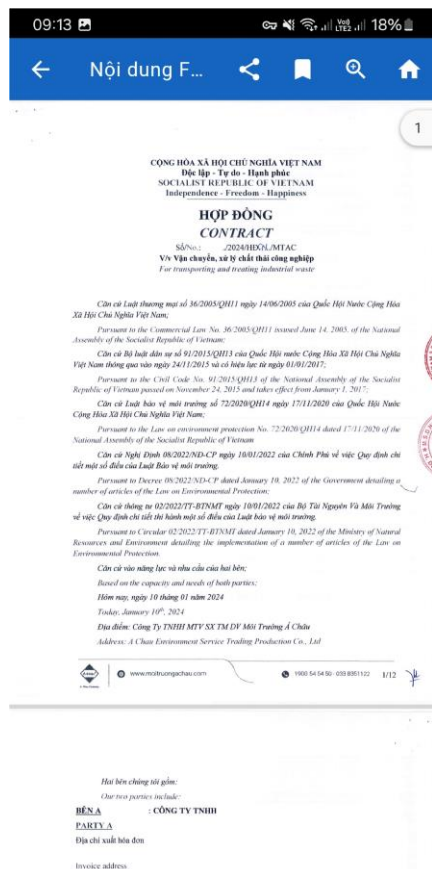 09:13
18%
Nội dung F...
1
CỘNG HÒA XÃ HỘI CHỦ NGHĨA VIỆT NAM
Độc lập - Tự do - Hạnh phúc
SOCIALIST REPUBLIC OF VIETNAM
Independence - Freedom - Happiness
HỢP ĐỒNG
CONTRACT
Số/No.: ./2024/HĐXL/MTAC
V/v Vận chuyển, xử lý chất thải công nghiệp
For transporting and treating industrial waste
Căn cứ Luật thương mại số 36/2005/QH11 ngày 14/06/2005 của Quốc Hội Nước Cộng Hòa
Xã Hội Chủ Nghĩa Việt Nam;
Pursuant to the Commercial Law No. 36/2005/QH11 issued June 14, 2005, of the National
Assembly of the Socialist Republic of Vietnam;
Căn cứ Bộ luật dân sự số 91/2015/QH13 của Quốc Hội nước Cộng Hòa Xã Hội Chủ Nghĩa
Việt Nam thông qua vào ngày 24/11/2015 và có hiệu lực từ ngày 01/01/2017;
Pursuant to the Civil Code No. 91/2015/QH13 of the National Assembly of the Socialist
Republic of Vietnam passed on November 24, 2015 and takes effect from January 1, 2017;
Căn cứ Luật bảo vệ môi trường số 72/2020/QH14 ngày 17/11/2020 của Quốc Hội Nước
Cộng Hòa Xã Hội Chủ Nghĩa Việt Nam;
Pursuant to the Law on environment protection No. 72/2020/QH14 dated 17/11/2020 of the
National Assembly of the Socialist Republic of Vietnam
Căn cứ Nghị Định 08/2022/NĐ-CP ngày 10/01/2022 của Chính Phủ về việc Quy định chi
tiết một số điều của Luật Bảo vệ môi trường.
Pursuant to Decree 08/2022/ND-CP dated January 10, 2022 of the Government detailing a
number of articles of the Law on Environmental Protection;
Căn cứ thông tư 02/2022/TT-BTNMT ngày 10/01/2022 của Bộ Tài Nguyên Và Môi Trường
về việc Quy định chi tiết thi hành một số điều của Luật bảo vệ môi trường.
Pursuant to Circular 02/2022/TT-BTNMT dated January 10, 2022 of the Ministry of Natural
Resources and Environment detailing the implementation of a number of articles of the Law on
Environmental Protection.
Căn cứ vào năng lực và nhu cầu của hai bên;
Based on the capacity and needs of both parties;
Hôm nay, ngày 10 tháng 01 năm 2024
Today, January 10th, 2024
Địa điểm: Công Ty TNHH MTV SX TM DV Môi Trường Á Châu
Address: A Chau Environment Service Trading Production Co., Ltd
www.moitruongachau.com
1900 54 54 50 - 033 8351122
1/12
Hai bên chúng tôi gồm:
Our two parties include:
BÊN A : CÔNG TY TNHH
PARTY A
Địa chỉ xuất hóa đơn
Invoice address